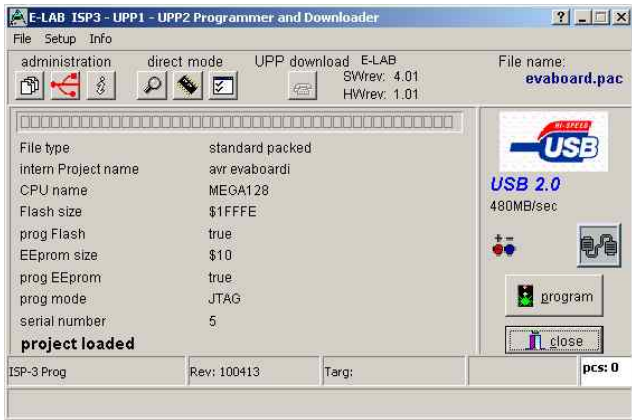 E-LAB ISP3 - UPP1 - UPP2 Programmer and Downloader
File Setup Info
administration direct mode UPP download E-LAB
SWrev: 4.01
HWrev: 1.01
File name:
evaboard.pac
File type standard packed
intern Project name avr evaboardi
CPU name MEGA128
Flash size $1FFFE
prog Flash true
EEprom size $10
prog EEprom true
prog mode JTAG
serial number 5
project loaded
HI-SPEED
USB
USB 2.0
480MB/sec
program
close
ISP-3 Prog Rev: 100413 Targ: pcs: 0